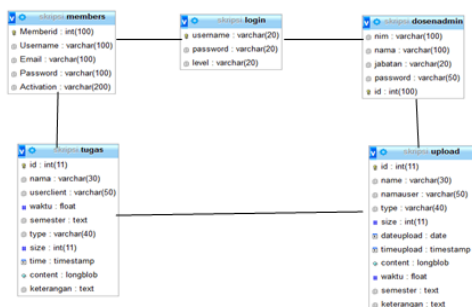 skripsi members
Memberid : int(100)
Username : varchar(100)
Email : varchar(100)
Password : varchar(100)
Activation : varchar(200)
skripsi login
username : varchar(20)
password : varchar(20)
level : varchar(20)
skripsi dosenadmin
nim : varchar(100)
nama : varchar(100)
jabatan : varchar(20)
password : varchar(50)
id : int(100)
skripsi tugas
id : int(11)
nama : varchar(30)
userclient : varchar(50)
waktu : float
semester : text
type : varchar(40)
size : int(11)
time : timestamp
content : longblob
keterangan : text
skripsi upload
id : int(11)
name : varchar(30)
namauser : varchar(50)
type : varchar(40)
size : int(11)
dateupload : date
timeupload : timestamp
content : longblob
waktu : float
semester : text
keterangan : text